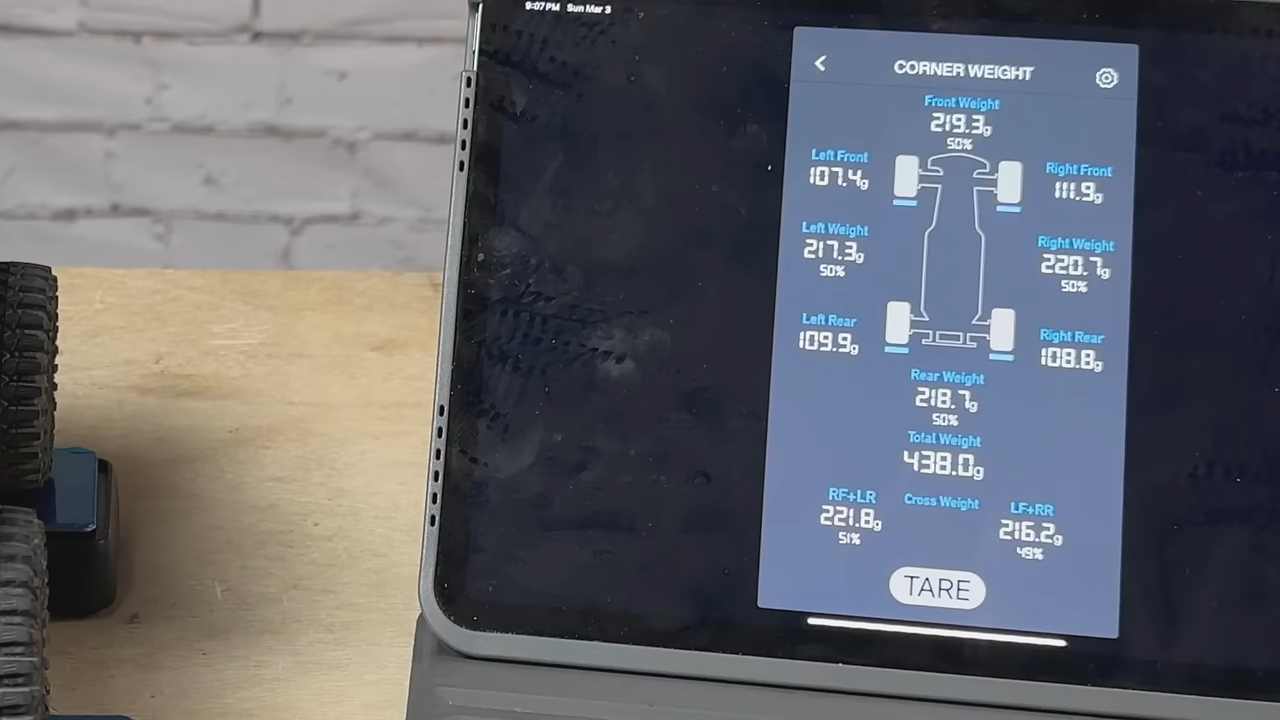 9:07 PM Sun Mar 3
CORNER WEIGHT
Front Weight
219.3g
50%
Left Front
107.4g
Right Front
111.9g
Left Weight
217.3g
50%
Right Weight
220.7g
50%
Left Rear
109.9g
Right Rear
108.8g
Rear Weight
218.7g
50%
Total Weight
438.0g
RF+LR
221.8g
51%
Cross Weight
LF+RR
216.2g
49%
TARE